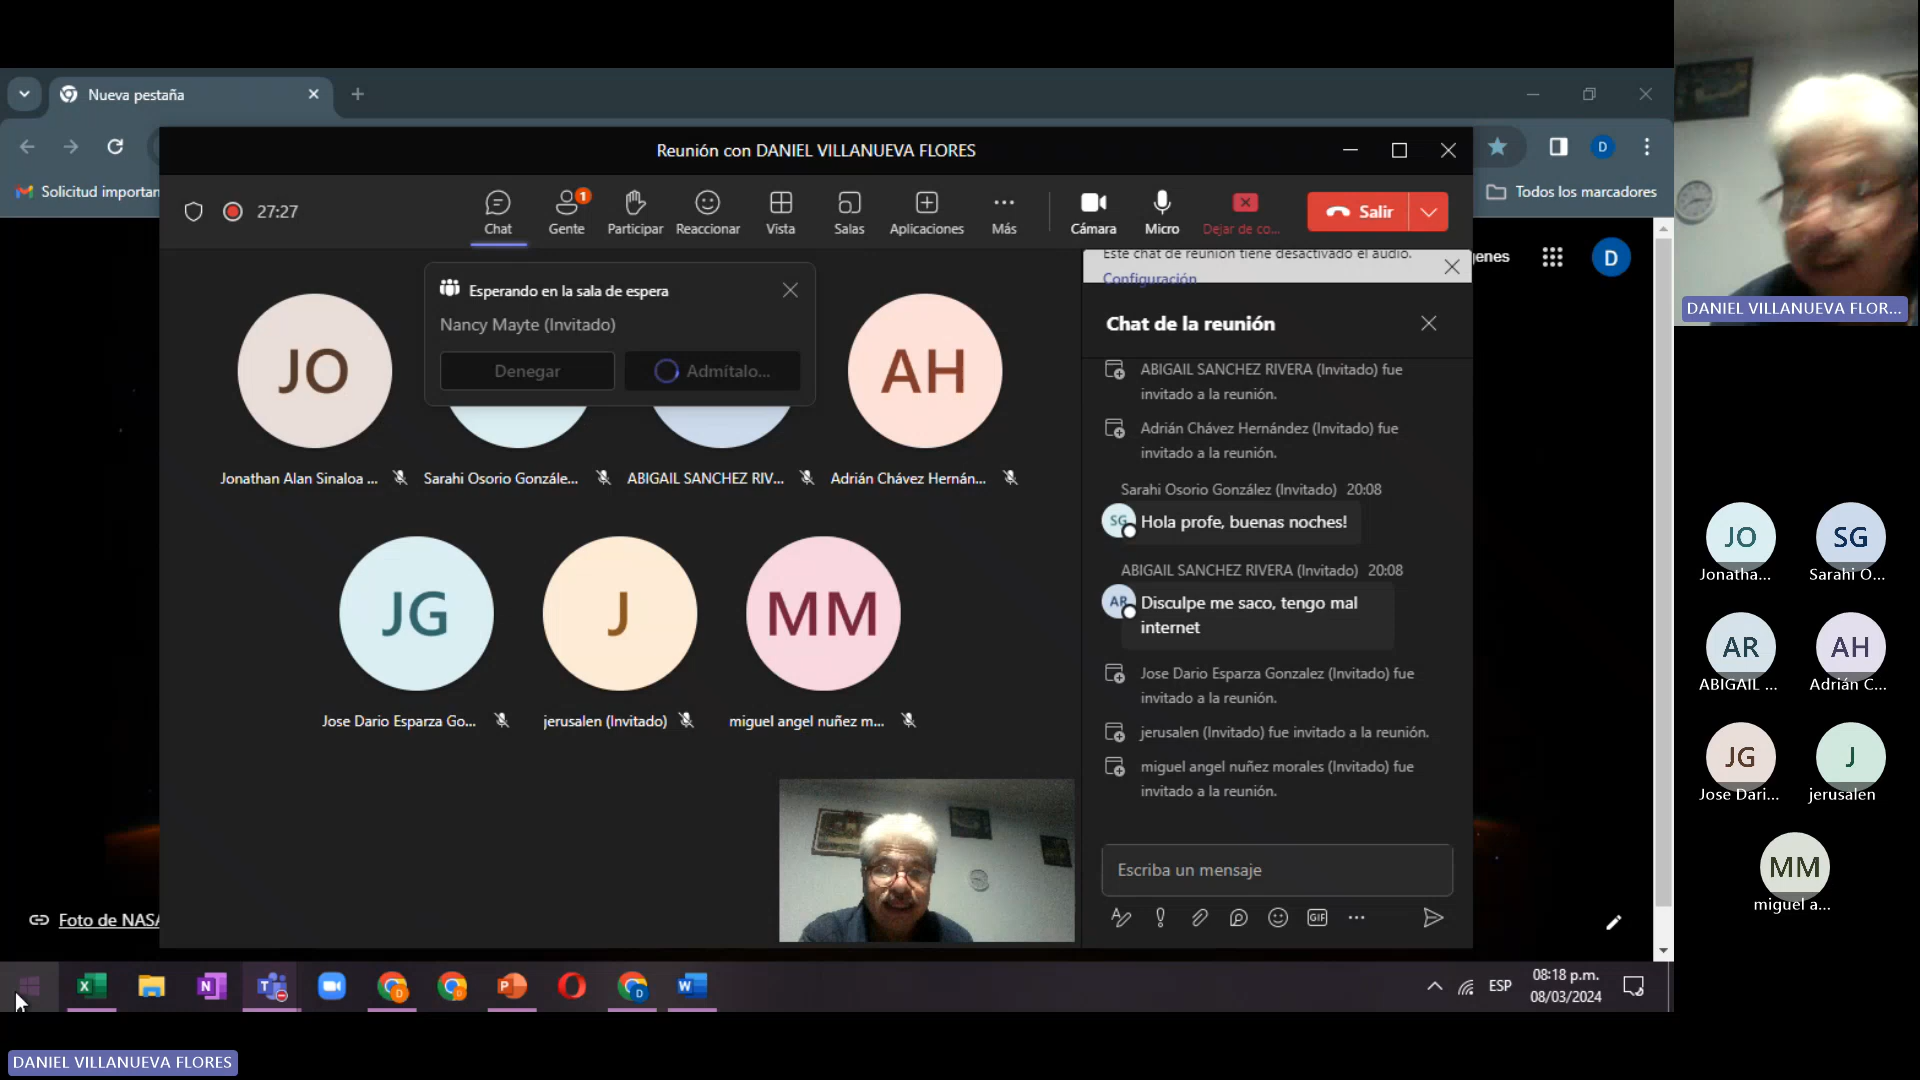 Nueva pestaña
Reunión con DANIEL VILLANUEVA FLORES
Solicitud importan
Todos los marcadores
27:27
Chat
Gente
1
Participar
Reaccionar
Vista
Salas
Aplicaciones
Más
Cámara
Micro
Dejar de co...
Salir
genes
D
D
Esperando en la sala de espera
Nancy Mayte (Invitado)
Denegar
Admítalo...
JO
AH
Jonathan Alan Sinaloa ...
Sarahi Osorio Gonzále...
ABIGAIL SANCHEZ RIV...
Adrián Chávez Hernán...
JG
J
MM
Jose Dario Esparza Go...
jerusalen (Invitado)
miguel angel nuñez m...
Este chat de reunión tiene desactivado el audio.
Configuración
Chat de la reunión
ABIGAIL SANCHEZ RIVERA (Invitado) fue
invitado a la reunión.
Adrián Chávez Hernández (Invitado) fue
invitado a la reunión.
Sarahi Osorio González (Invitado) 20:08
SG
Hola profe, buenas noches!
ABIGAIL SANCHEZ RIVERA (Invitado) 20:08
AR
Disculpe me saco, tengo mal
internet
Jose Dario Esparza Gonzalez (Invitado) fue
invitado a la reunión.
jerusalen (Invitado) fue invitado a la reunión.
miguel angel nuñez morales (Invitado) fue
invitado a la reunión.
Escriba un mensaje
GIF
Foto de NASA
ESP
08:18 p.m.
08/03/2024
DANIEL VILLANUEVA FLORES
DANIEL VILLANUEVA FLOR...
JO
Jonatha...
SG
Sarahi O...
AR
ABIGAIL ...
AH
Adrián C...
JG
Jose Dari...
J
jerusalen
MM
miguel a...